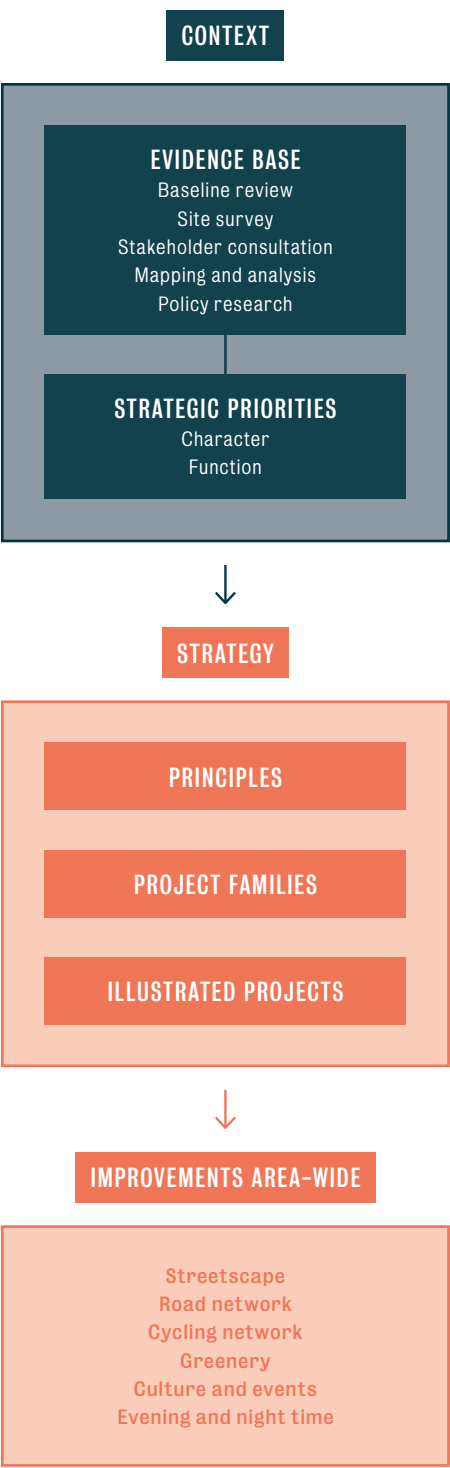 CONTEXT
EVIDENCE BASE
Baseline review
Site survey
Stakeholder consultation
Mapping and analysis
Policy research
STRATEGIC PRIORITIES
Character
Function
STRATEGY
PRINCIPLES
PROJECT FAMILIES
ILLUSTRATED PROJECTS
IMPROVEMENTS AREA-WIDE
Streetscape
Road network
Cycling network
Greenery
Culture and events
Evening and night time